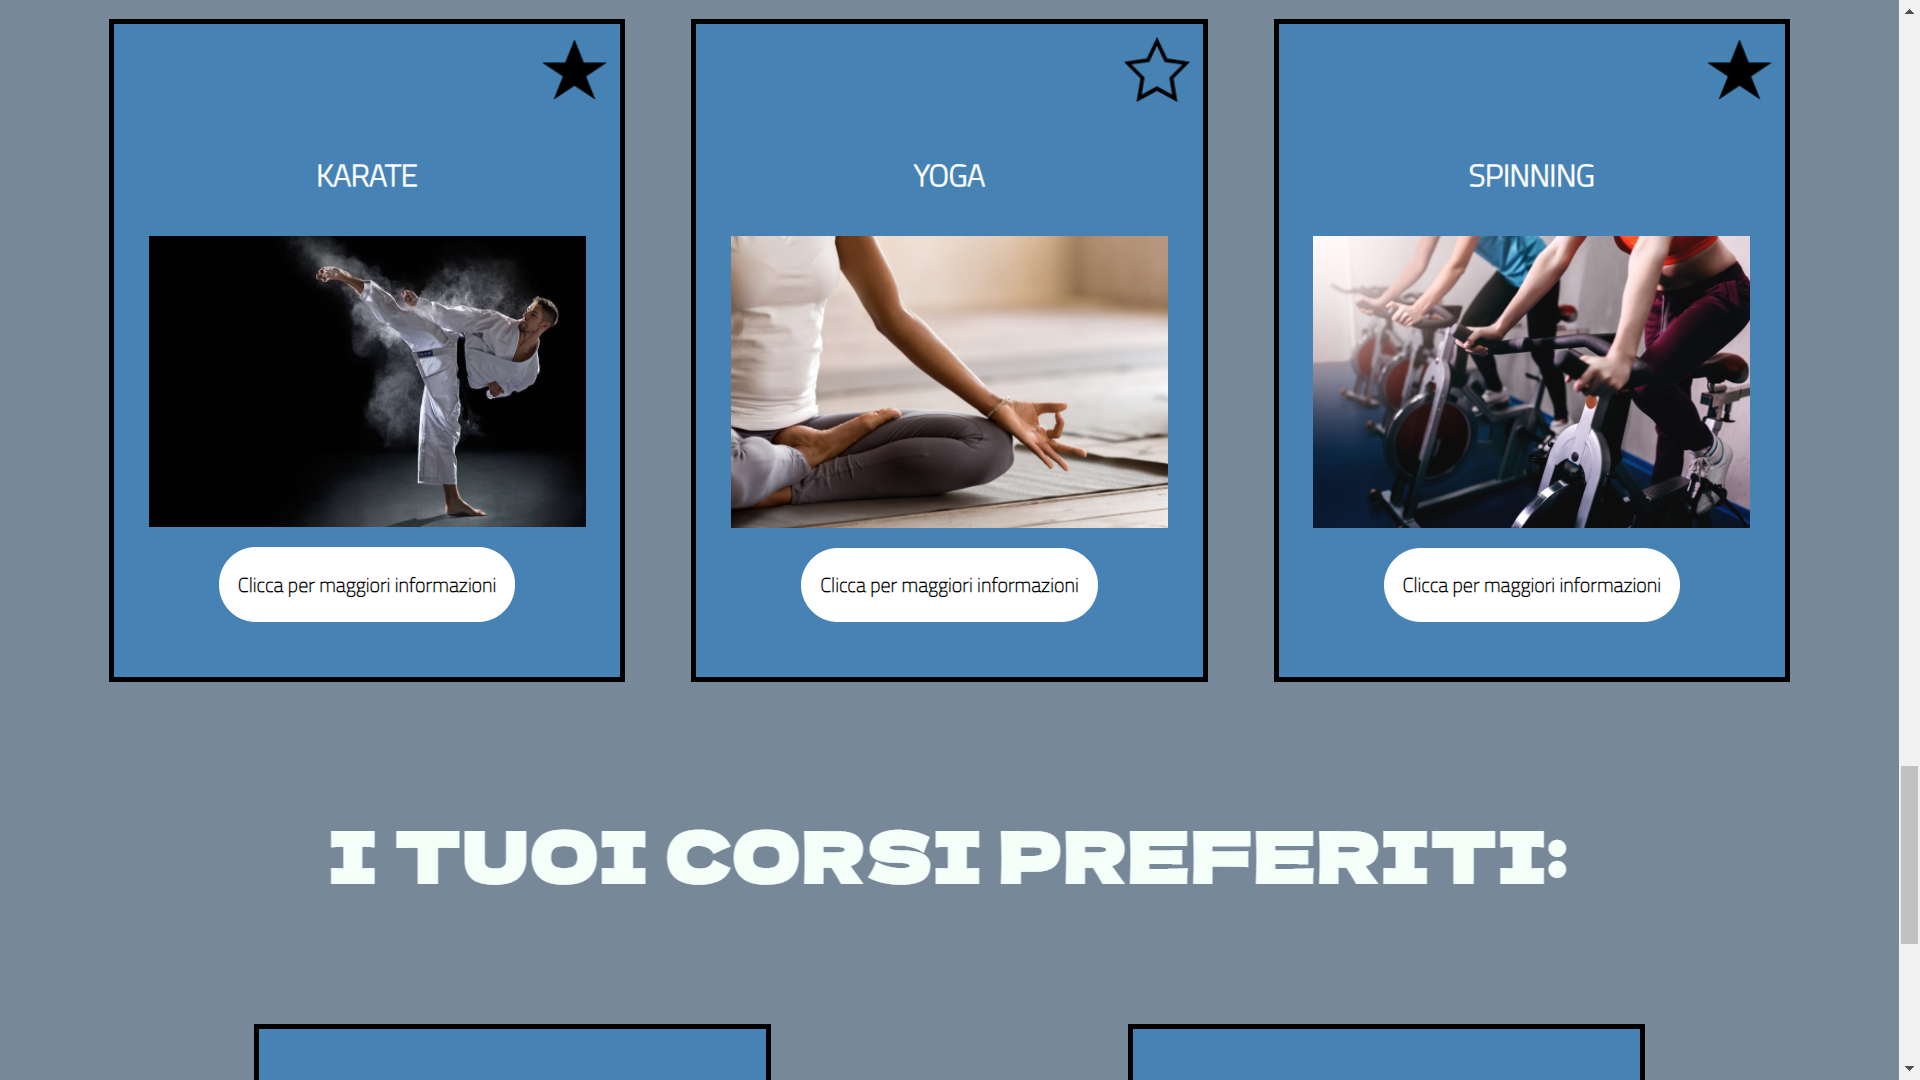 KARATE
YOGA
SPINNING
Clicca per maggiori informazioni
Clicca per maggiori informazioni
Clicca per maggiori informazioni
I TUOI CORSI PREFERITI: